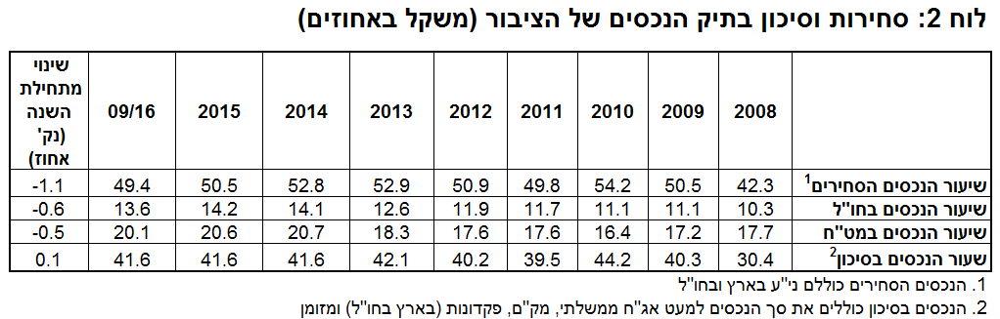 לוח 2: סחירות וסיכון בתיק הנכסים של הציבור (משקל באחוזים)
2008 2009 2010 2011 2012 2013 2014 2015 09/16 שינוי מתחילת השנה (נק' אחוז)
שיעור הנכסים הסחירים1 42.3 50.5 54.2 49.8 50.9 52.9 52.8 50.5 49.4 -1.1
שיעור הנכסים בחו"ל 10.3 11.1 11.1 11.7 11.9 12.6 14.1 14.2 13.6 -0.6
שיעור הנכסים במט"ח 17.7 17.2 16.4 17.6 17.6 18.3 20.7 20.6 20.1 -0.5
שעור הנכסים בסיכון2 30.4 40.3 44.2 39.5 40.2 42.1 41.6 41.6 41.6 0.1
1. הנכסים הסחירים כוללם ני"ע בארץ ובחו"ל
2. הנכסים בסיכון כוללים את סך הנכסים למעט אג"ח ממשלתי, מק"ם, פקדונות (בארץ בחו"ל) ומזומן